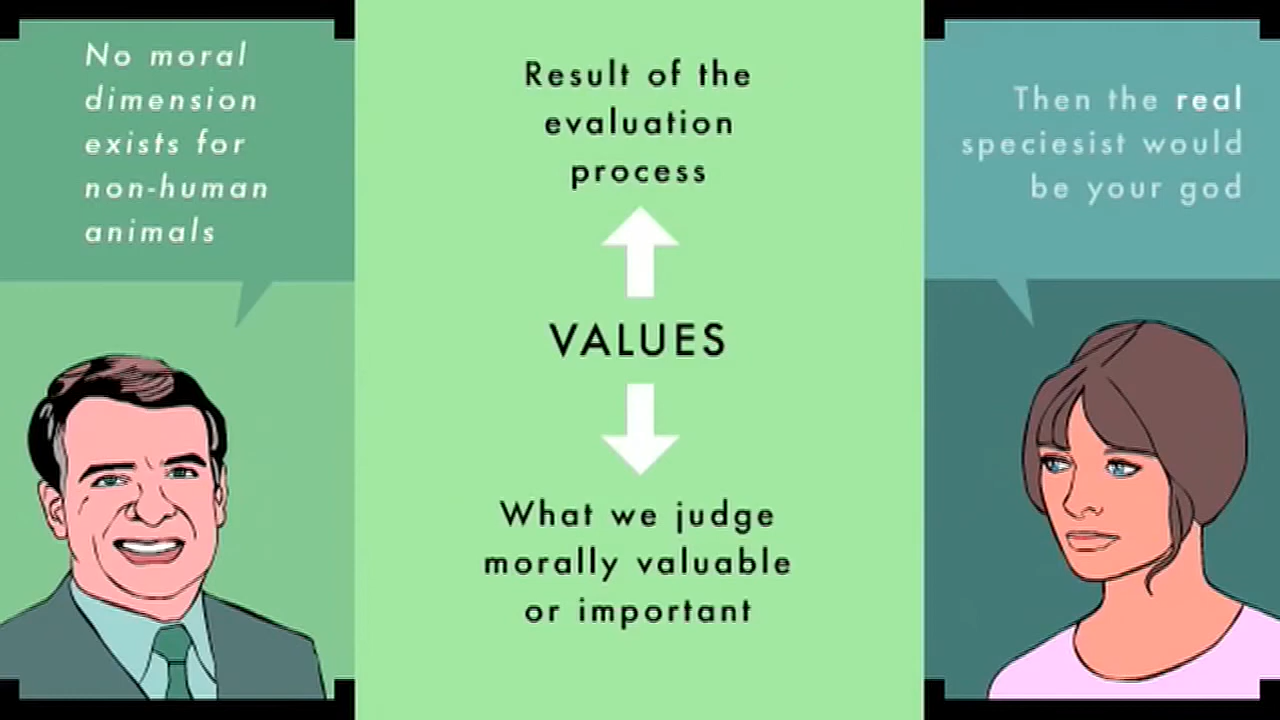 No moral
dimension
exists for
non-human
animals
Result of the
evaluation
process
VALUES
What we judge
morally valuable
or important
Then the real
speciesist would
be your god